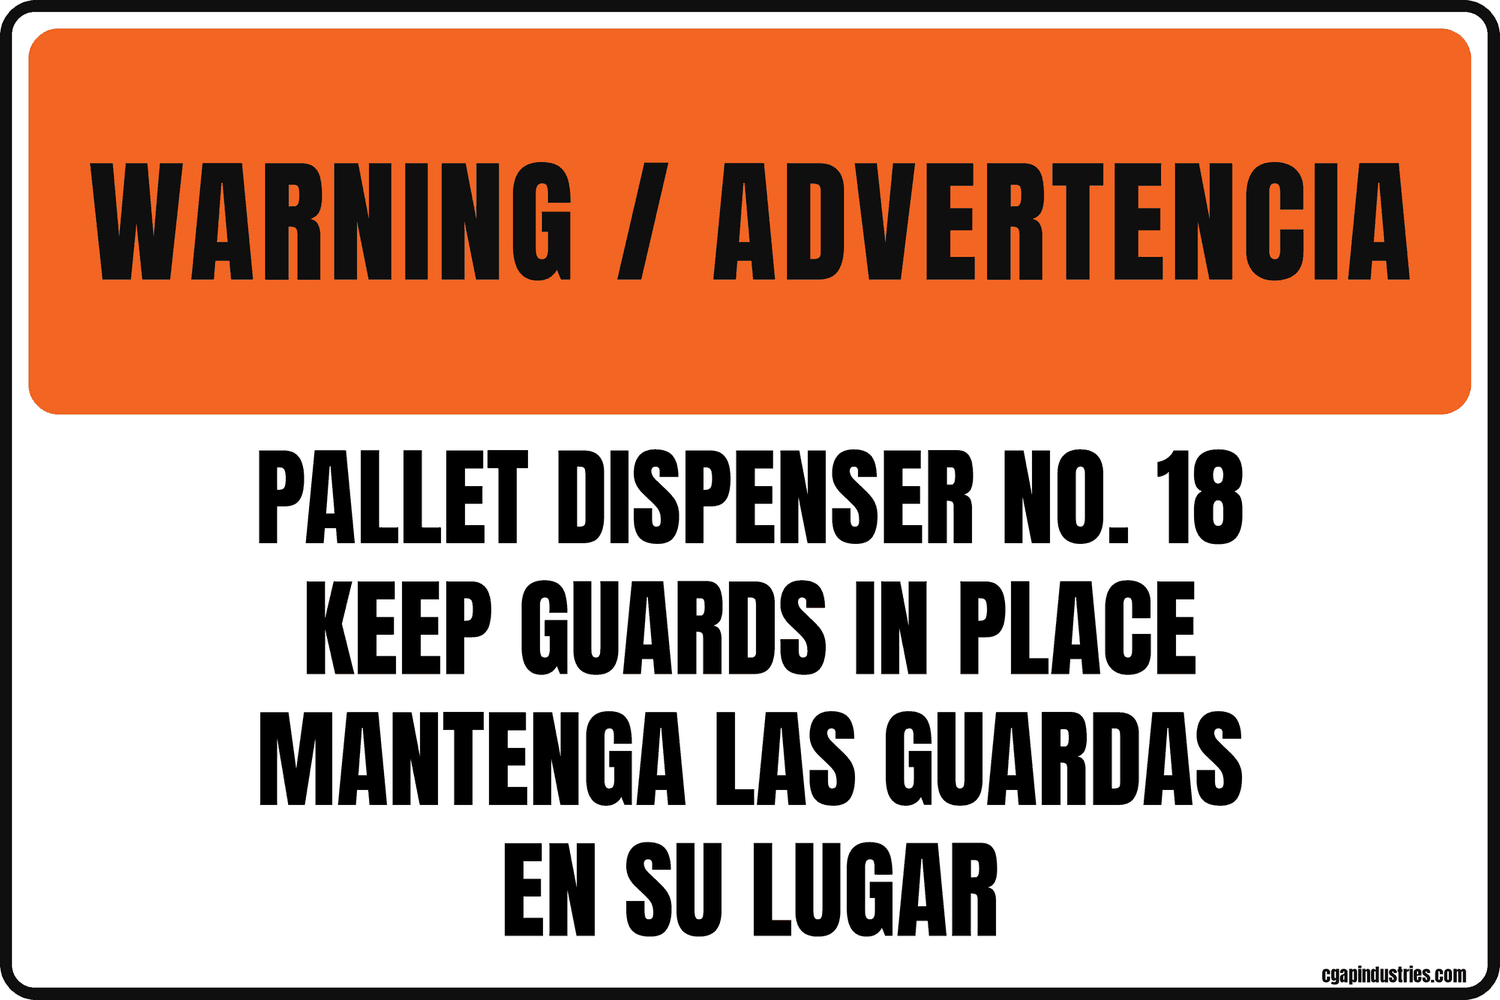 WARNING / ADVERTENCIA
PALLET DISPENSER NO. 18
KEEP GUARDS IN PLACE
MANTENGA LAS GUARDAS
EN SU LUGAR
cgapindustries.com